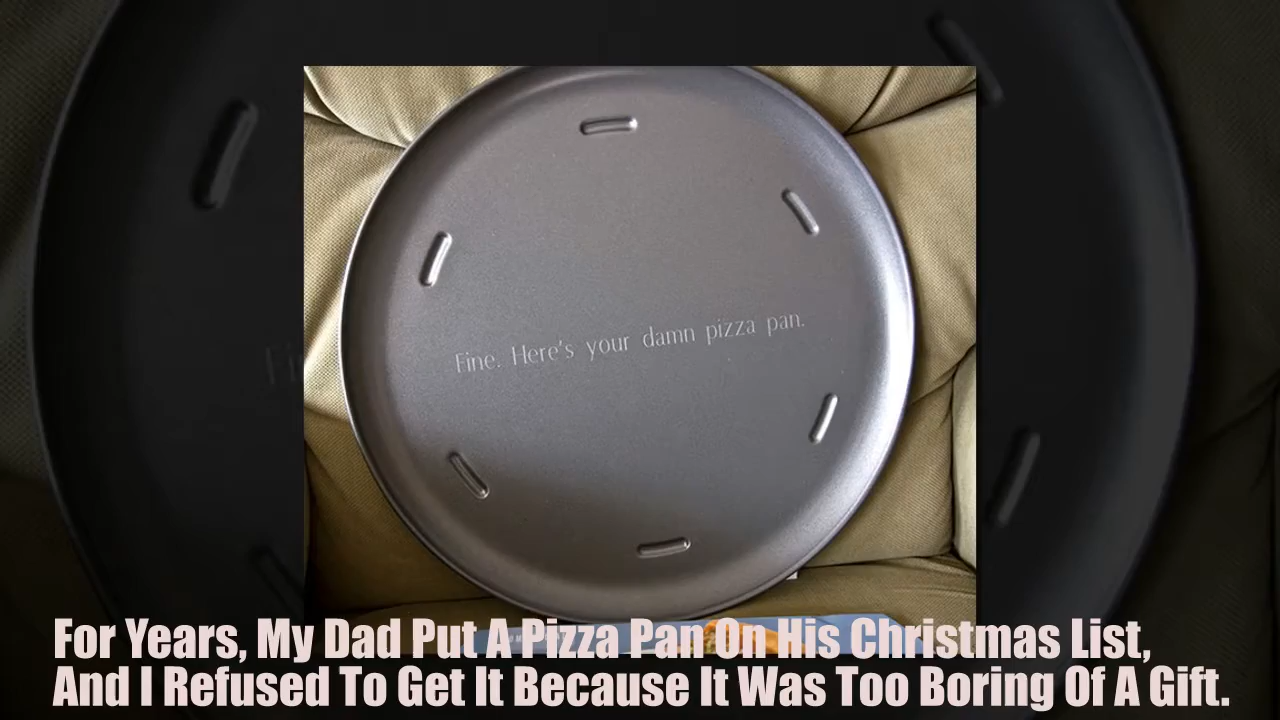 Fine. Here's your damn pizza pan.
For Years, My Dad Put A Pizza Pan On His Christmas List,
And I Refused To Get It Because It Was Too Boring Of A Gift.